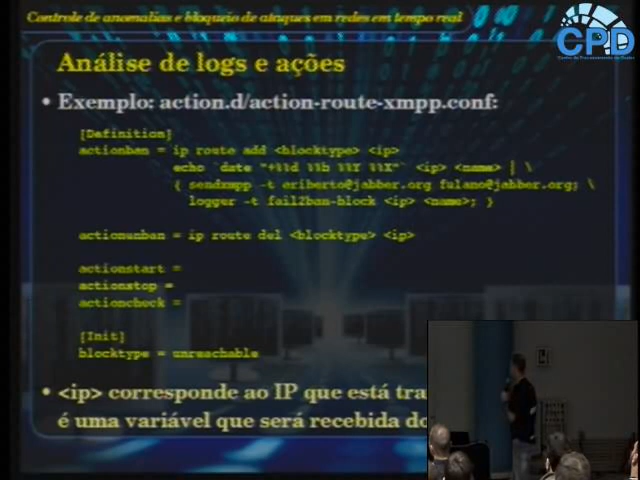 Controle de anomalias e bloqueio de ataques em redes em tempo real
CPD
Análise de logs e ações
• Exemplo: action.d/action-route-xmpp.conf:
[Definition]
actionban = ip route add <blocktype> <ip>
echo `date "+%%d %%b %%Y %%X"` <ip> <name> | \
{ sendxmpp -t eriberto@jabber.org fulano@jabber.org; \
logger -t fail2ban-block <ip> <name>; }
actionunban = ip route del <blocktype> <ip>
actionstart =
actionstop =
actioncheck =
[Init]
blocktype = unreachable
• <ip> corresponde ao IP que está tra
é uma variável que será recebida do